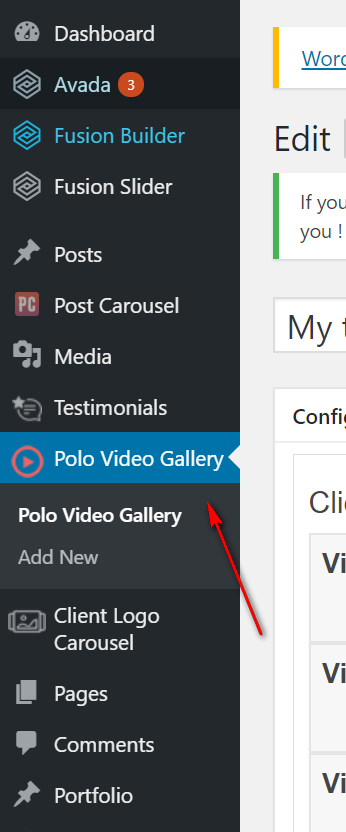 Dashboard
Avada 3
Fusion Builder
Fusion Slider
Posts
PC Post Carousel
Media
Testimonials
Polo Video Gallery
Polo Video Gallery
Add New
Client Logo
Carousel
Pages
Comments
Portfolio
Word
Edit
If you
you !
My t
Config
Cli
Vi
Vi
Vi